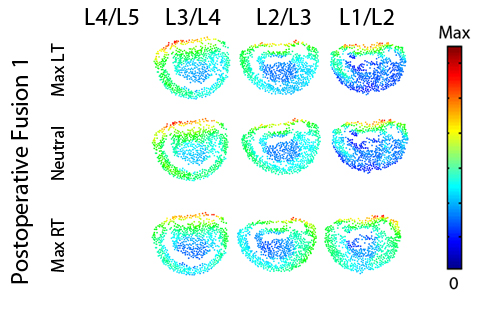 L4/L5 L3/L4 L2/L3 L1/L2
Max
Postoperative Fusion 1
Max LT
Neutral
Max RT
0